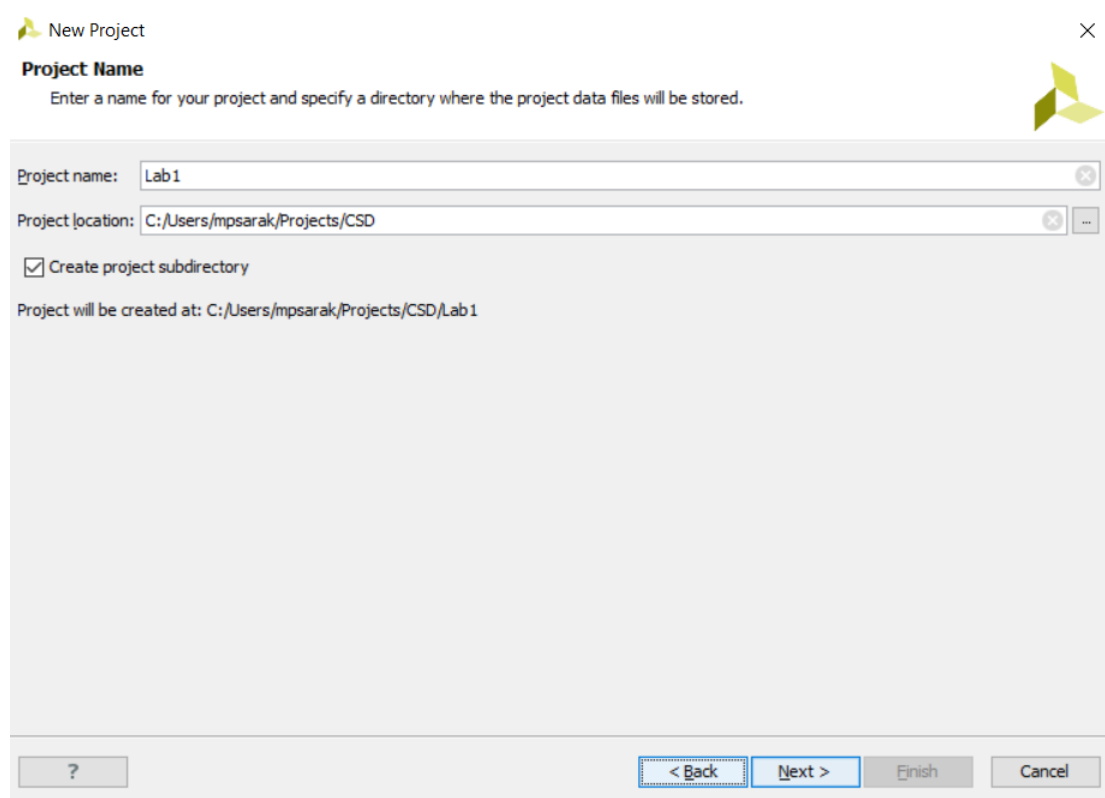 New Project
Project Name
Enter a name for your project and specify a directory where the project data files will be stored.
Project name: Lab1
Project location: C:/Users/mpsarak/Projects/CSD ...
Create project subdirectory
Project will be created at: C:/Users/mpsarak/Projects/CSD/Lab1
? < Back Next > Finish Cancel